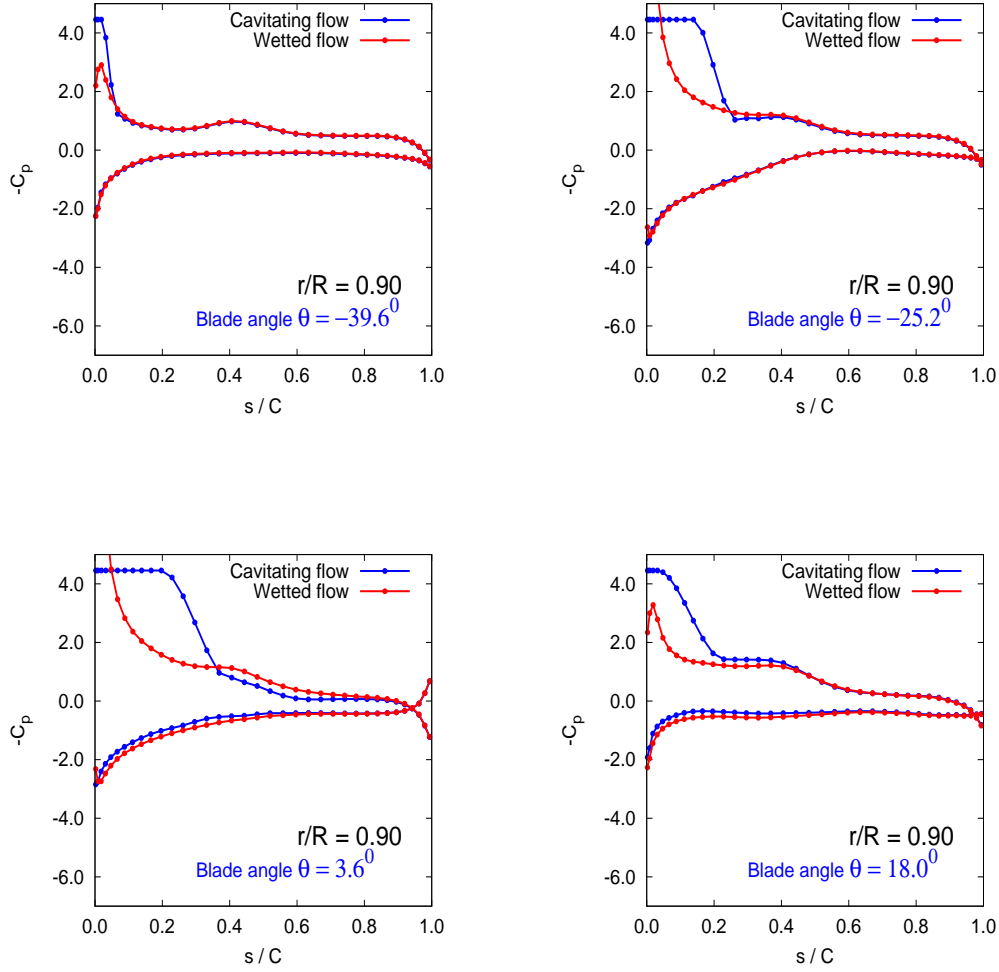 Cavitating flow
Wetted flow
4.0
2.0
0.0
-2.0
-4.0
-6.0
-Cp
r/R = 0.90
Blade angle θ = −39.6⁰
0.0 0.2 0.4 0.6 0.8 1.0
s / C
Cavitating flow
Wetted flow
4.0
2.0
0.0
-2.0
-4.0
-6.0
-Cp
r/R = 0.90
Blade angle θ = −25.2⁰
0.0 0.2 0.4 0.6 0.8 1.0
s / C
Cavitating flow
Wetted flow
4.0
2.0
0.0
-2.0
-4.0
-6.0
-Cp
r/R = 0.90
Blade angle θ = 3.6⁰
0.0 0.2 0.4 0.6 0.8 1.0
s / C
Cavitating flow
Wetted flow
4.0
2.0
0.0
-2.0
-4.0
-6.0
-Cp
r/R = 0.90
Blade angle θ = 18.0⁰
0.0 0.2 0.4 0.6 0.8 1.0
s / C